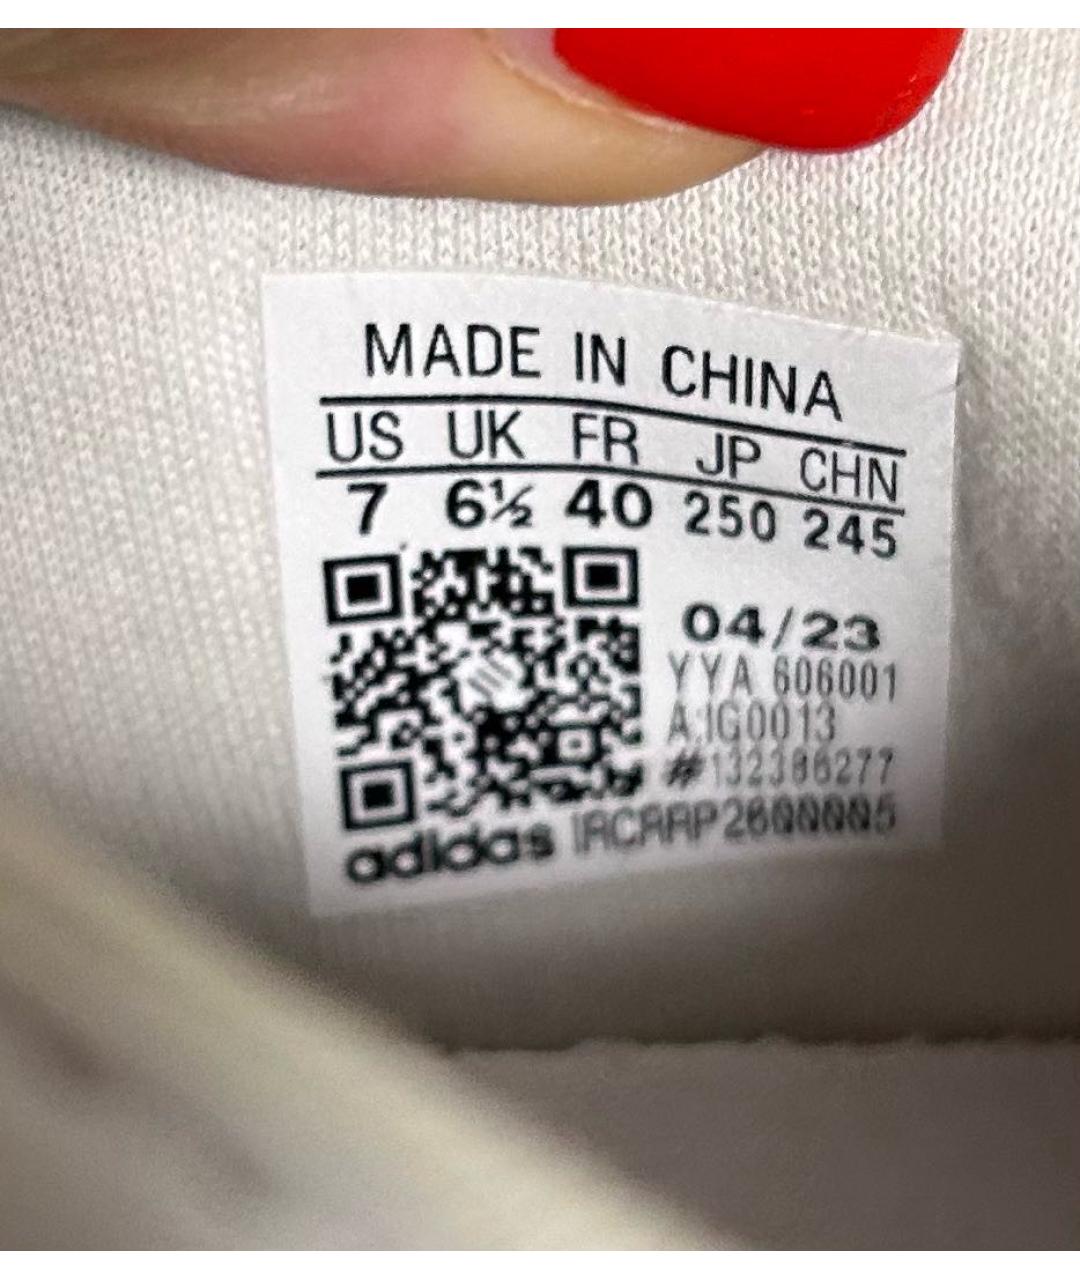 MADE IN CHINA
US UK FR JP CHN
7 6½ 40 250 245
04/23
YYA 606001
A:IG0013
#132386277
adidas IRCRRP2600005